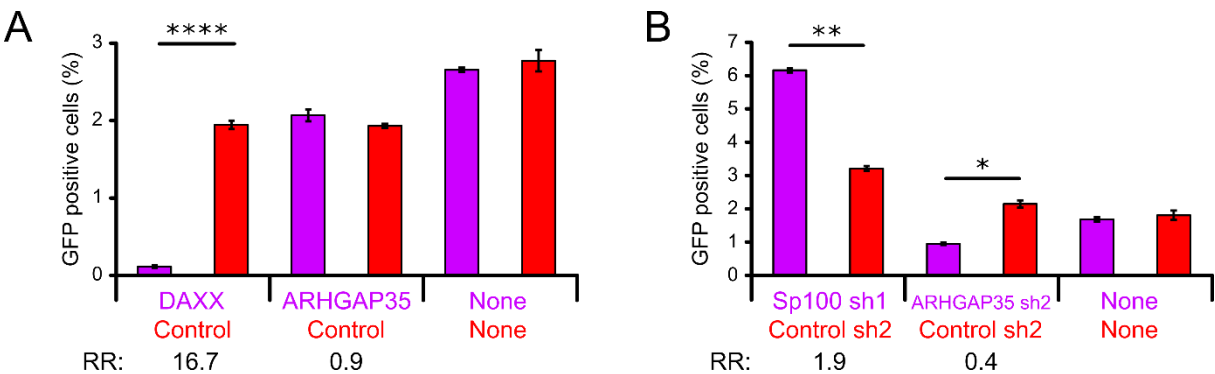 A
****
3
2
1
0
GFP positive cells (%)
DAXX ARHGAP35 None
Control Control None
RR: 16.7 0.9
B
**
*
7
6
5
4
3
2
1
0
GFP positive cells (%)
Sp100 sh1 ARHGAP35 sh2 None
Control sh2 Control sh2 None
RR: 1.9 0.4